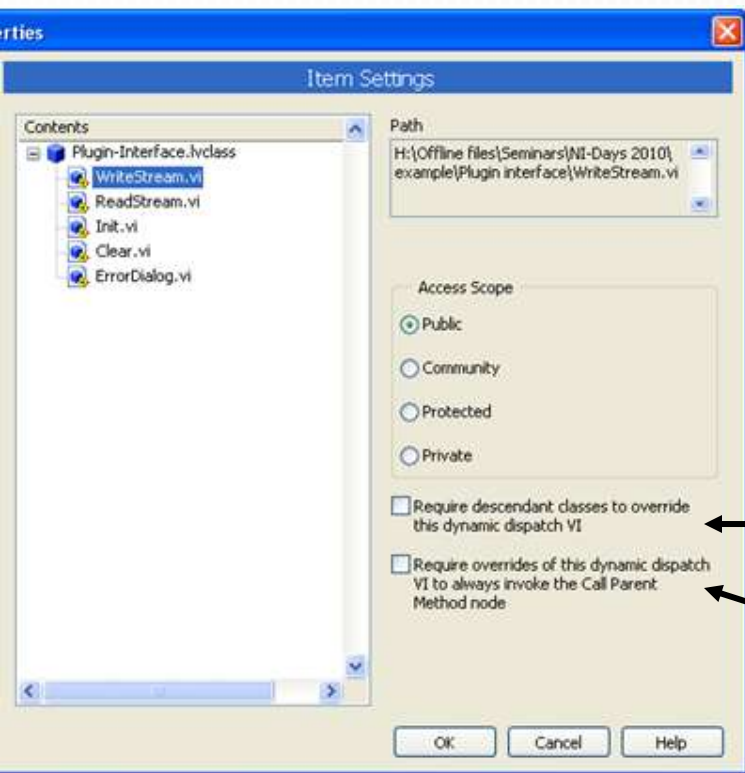 erties
Item Settings
Contents
Plugin-Interface.lvclass
WriteStream.vi
ReadStream.vi
Init.vi
Clear.vi
ErrorDialog.vi
Path
H:\Offline files\Seminars\NI-Days 2010\
example\Plugin interface\WriteStream.vi
Access Scope
Public
Community
Protected
Private
Require descendant classes to override
this dynamic dispatch VI
Require overrides of this dynamic dispatch
VI to always invoke the Call Parent
Method node
OK
Cancel
Help